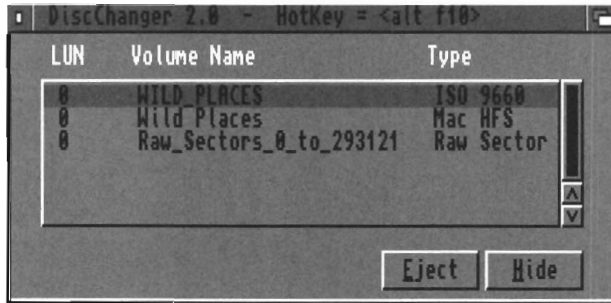 DiscChanger 2.0 - HotKey = <alt f10>
LUN Volume Name Type
0 WILD_PLACES ISO 9660
0 Wild Places Mac HFS
0 Raw_Sectors_0_to_293121 Raw Sector
Eject Hide